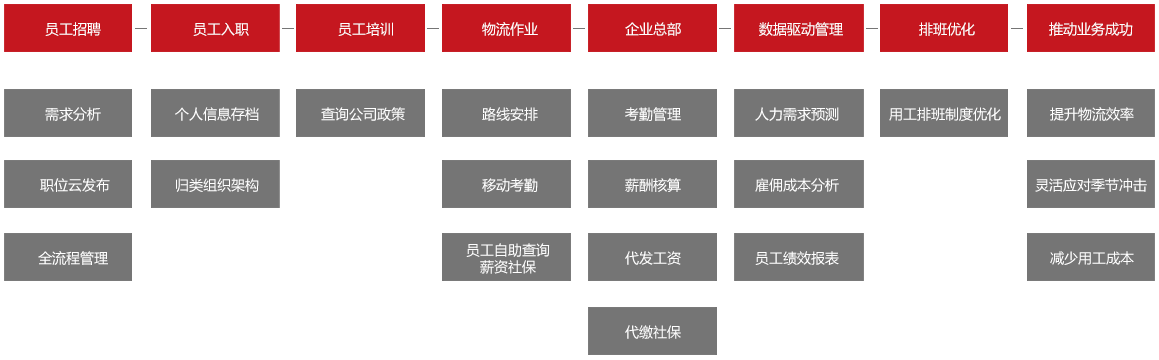 员工招聘
员工入职
员工培训
物流作业
企业总部
数据驱动管理
排班优化
推动业务成功
需求分析
个人信息存档
查询公司政策
路线安排
考勤管理
人力需求预测
用工排班制度优化
提升物流效率
职位云发布
归类组织架构
移动考勤
薪酬核算
雇佣成本分析
灵活应对季节冲击
全流程管理
员工自助查询
薪资社保
代发工资
员工绩效报表
减少用工成本
代缴社保